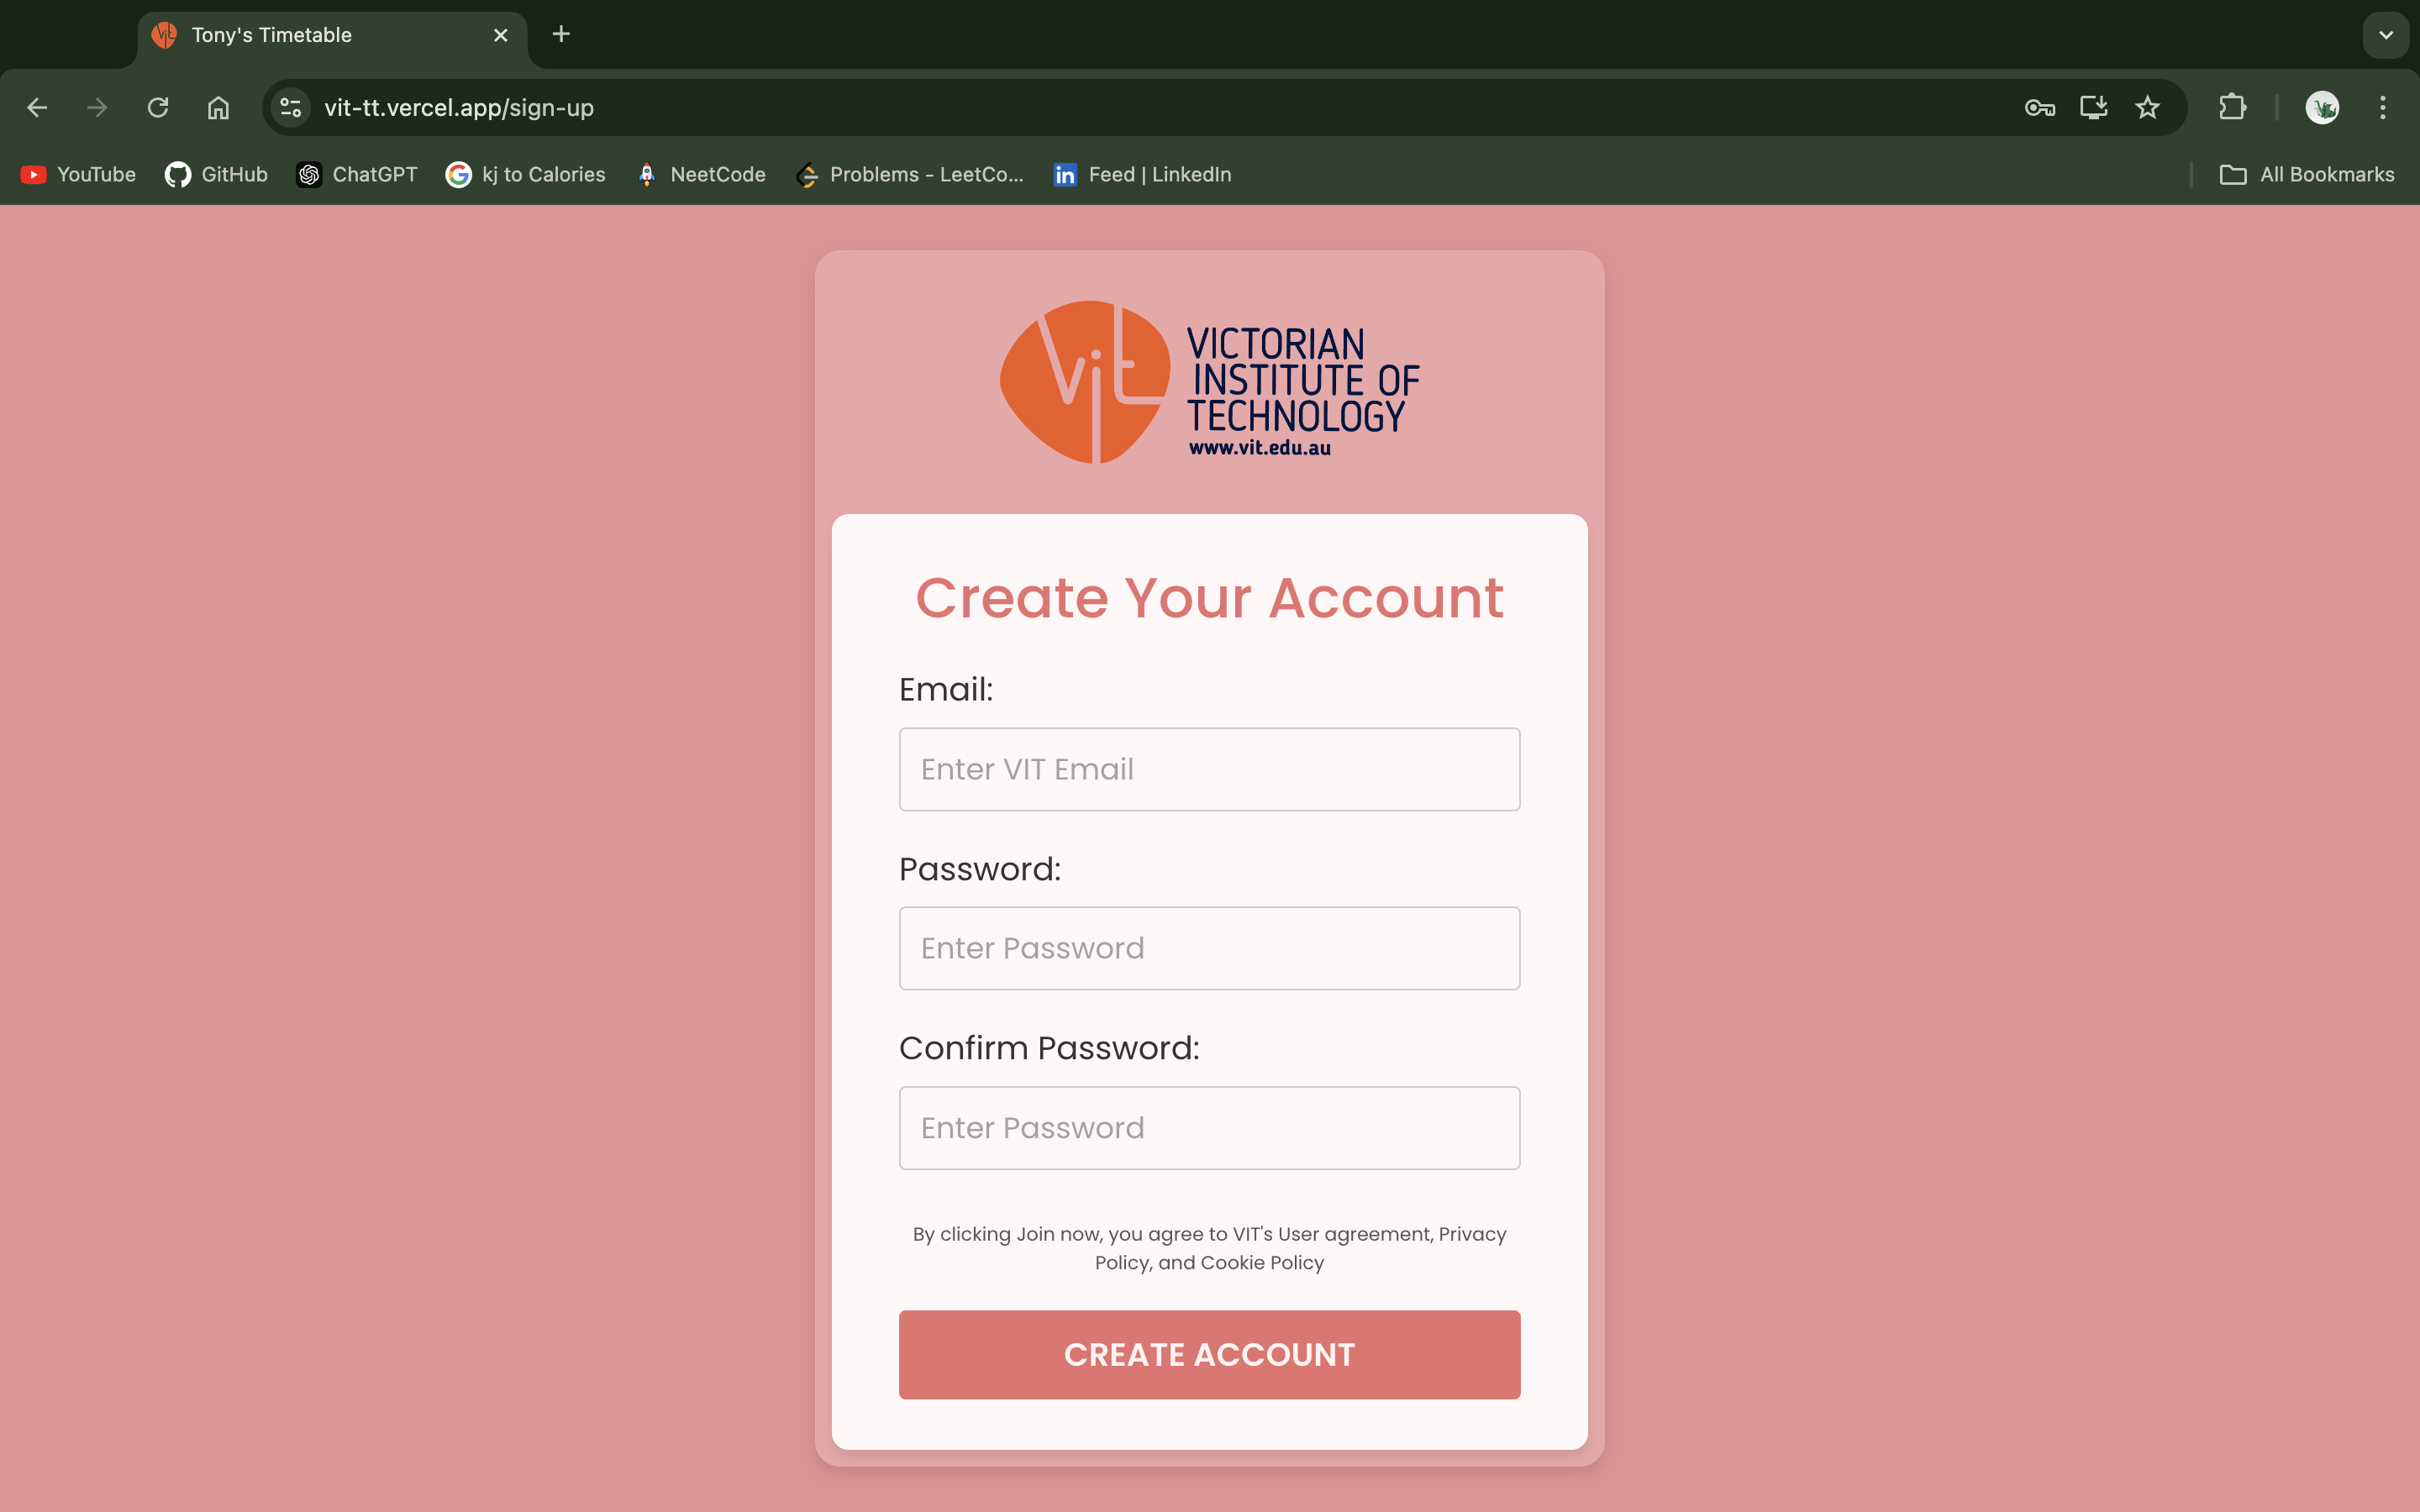 Tony's Timetable
vit-tt.vercel.app/sign-up
YouTube GitHub ChatGPT kj to Calories NeetCode Problems - LeetCo... Feed | LinkedIn All Bookmarks
vit
VICTORIAN
INSTITUTE OF
TECHNOLOGY
www.vit.edu.au
Create Your Account
Email:
Enter VIT Email
Password:
Enter Password
Confirm Password:
Enter Password
By clicking Join now, you agree to VIT's User agreement, Privacy
Policy, and Cookie Policy
CREATE ACCOUNT